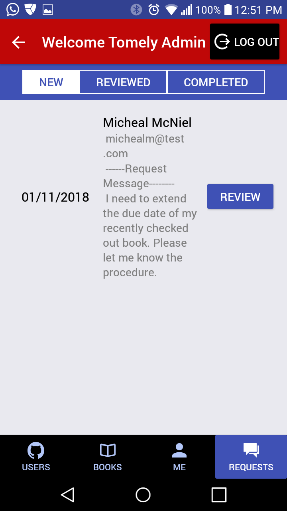 100% 12:51 PM
Welcome Tomely Admin LOG OUT
NEW REVIEWED COMPLETED
Micheal McNiel
michealm@test
.com
------Request
Message--------
01/11/2018
I need to extend
the due date of my
recently checked
out book. Please
let me know the
procedure.
REVIEW
USERS BOOKS ME REQUESTS